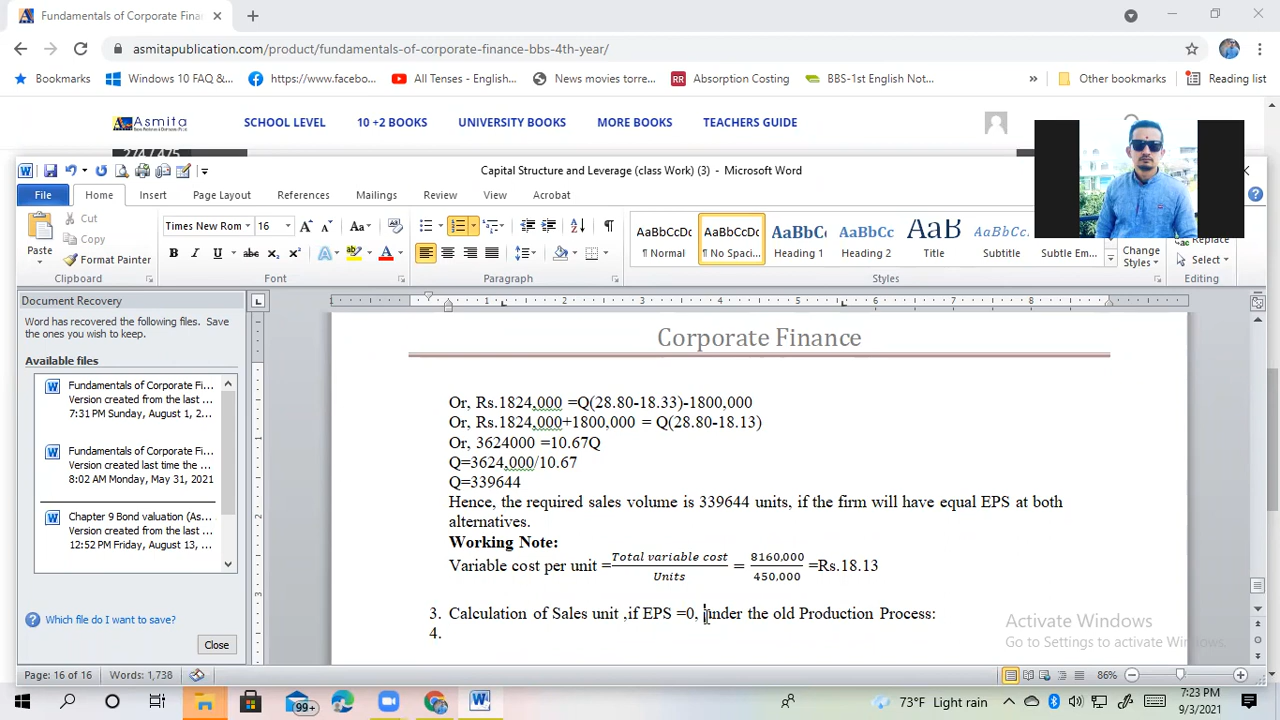 Fundamentals of Corporate Fina
asmitapublication.com/product/fundamentals-of-corporate-finance-bbs-4th-year/
Bookmarks
Windows 10 FAQ &...
https://www.facebo...
All Tenses - English...
News movies torre...
RR Absorption Costing
BBS-1st English Not...
»
Other bookmarks
Reading list
Asmita
SCHOOL LEVEL
10 +2 BOOKS
UNIVERSITY BOOKS
MORE BOOKS
TEACHERS GUIDE
274 / 475
Capital Structure and Leverage (class Work) (3) - Microsoft Word
File
Home
Insert
Page Layout
References
Mailings
Review
View
Acrobat
Paste
Cut
Copy
Format Painter
Clipboard
Times New Rom
16
Font
Paragraph
AaBbCcDc
¶ Normal
AaBbCcDc
¶ No Spaci...
AaBbCc
Heading 1
AaBbCc
Heading 2
AaB
Title
AaBbCc
Subtitle
Subtle Em...
Styles
Change
Styles
Replace
Select
Editing
Document Recovery
Word has recovered the following files. Save
the ones you wish to keep.
Available files
Fundamentals of Corporate Fi...
Version created from the last ...
7:31 PM Sunday, August 1, 2...
Fundamentals of Corporate Fi...
Version created last time the ...
8:02 AM Monday, May 31, 2021
Chapter 9 Bond valuation (As...
Version created from the last ...
12:52 PM Friday, August 13, ...
Which file do I want to save?
Close
Corporate Finance
Or, Rs.1824,000 =Q(28.80-18.33)-1800,000
Or, Rs.1824,000+1800,000 = Q(28.80-18.13)
Or, 3624000 =10.67Q
Q=3624,000/10.67
Q=339644
Hence, the required sales volume is 339644 units, if the firm will have equal EPS at both
alternatives.
Working Note:
Variable cost per unit =Total variable cost/Units = 8160,000/450,000 =Rs.18.13
3. Calculation of Sales unit ,if EPS =0, under the old Production Process:
4.
Activate Windows
Go to Settings to activate Windows.
Page: 16 of 16
Words: 1,738
86%
99+
73°F Light rain
7:23 PM
9/3/2021